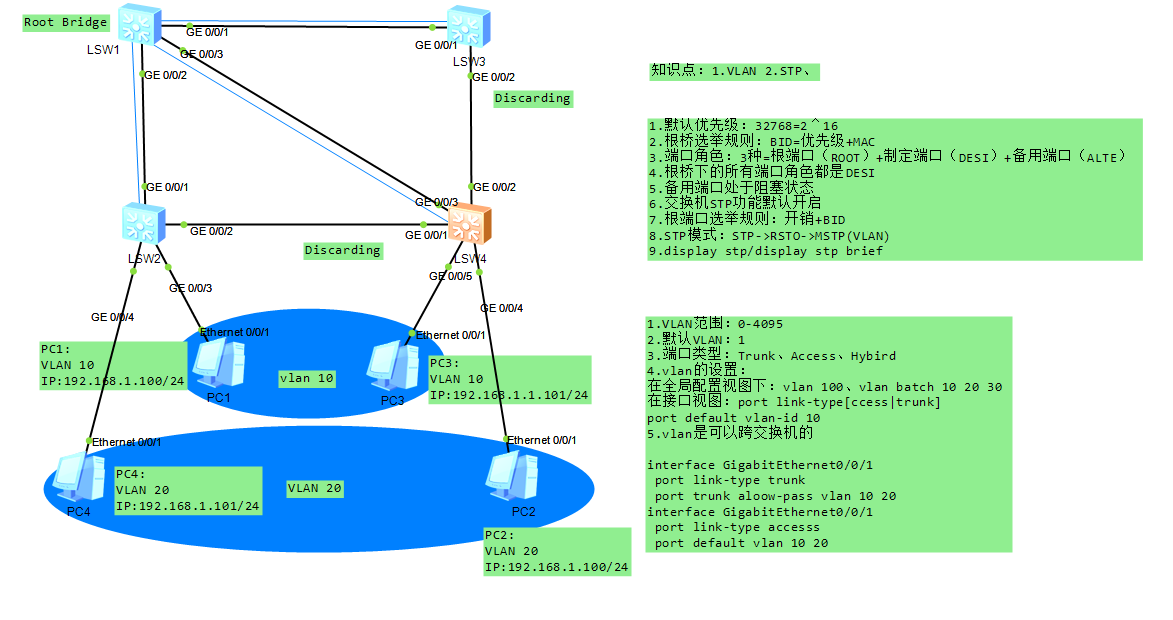 Root Bridge
LSW1
GE 0/0/1
GE 0/0/3
GE 0/0/2
GE 0/0/1
LSW3
GE 0/0/2
Discarding
GE 0/0/1
GE 0/0/2
LSW2
GE 0/0/3
GE 0/0/4
GE 0/0/2
GE 0/0/3
GE 0/0/1
LSW4
GE 0/0/5
GE 0/0/4
Discarding
Ethernet 0/0/1
Ethernet 0/0/1
PC1:
VLAN 10
IP:192.168.1.100/24
PC1
vlan 10
PC3
PC3:
VLAN 10
IP:192.168.1.1.101/24
Ethernet 0/0/1
Ethernet 0/0/1
PC4
PC4:
VLAN 20
IP:192.168.1.101/24
VLAN 20
PC2
PC2:
VLAN 20
IP:192.168.1.100/24
知识点：1.VLAN 2.STP、
1.默认优先级：32768=2＾16
2.根桥选举规则：BID=优先级+MAC
3.端口角色：3种=根端口（ROOT）+制定端口（DESI）+备用端口（ALTE）
4.根桥下的所有端口角色都是DESI
5.备用端口处于阻塞状态
6.交换机STP功能默认开启
7.根端口选举规则：开销+BID
8.STP模式：STP->RSTO->MSTP(VLAN)
9.display stp/display stp brief
1.VLAN范围：0-4095
2.默认VLAN：1
3.端口类型：Trunk、Access、Hybird
4.vlan的设置：
在全局配置视图下：vlan 100、vlan batch 10 20 30
在接口视图：port link-type[ccess|trunk]
port default vlan-id 10
5.vlan是可以跨交换机的
interface GigabitEthernet0/0/1
port link-type trunk
port trunk aloow-pass vlan 10 20
interface GigabitEthernet0/0/1
port link-type accesss
port default vlan 10 20